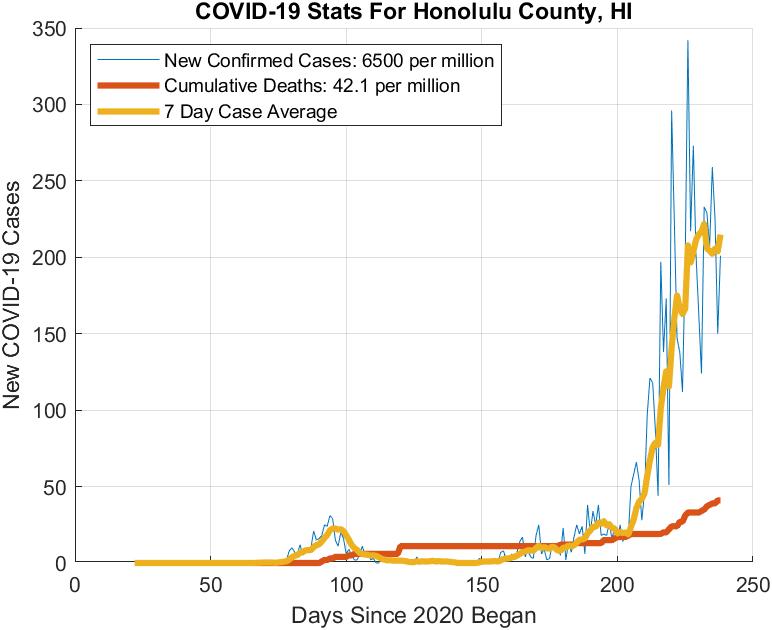 COVID-19 Stats For Honolulu County, HI
New Confirmed Cases: 6500 per million
Cumulative Deaths: 42.1 per million
7 Day Case Average
New COVID-19 Cases
350
300
250
200
150
100
50
0
0 50 100 150 200 250
Days Since 2020 Began